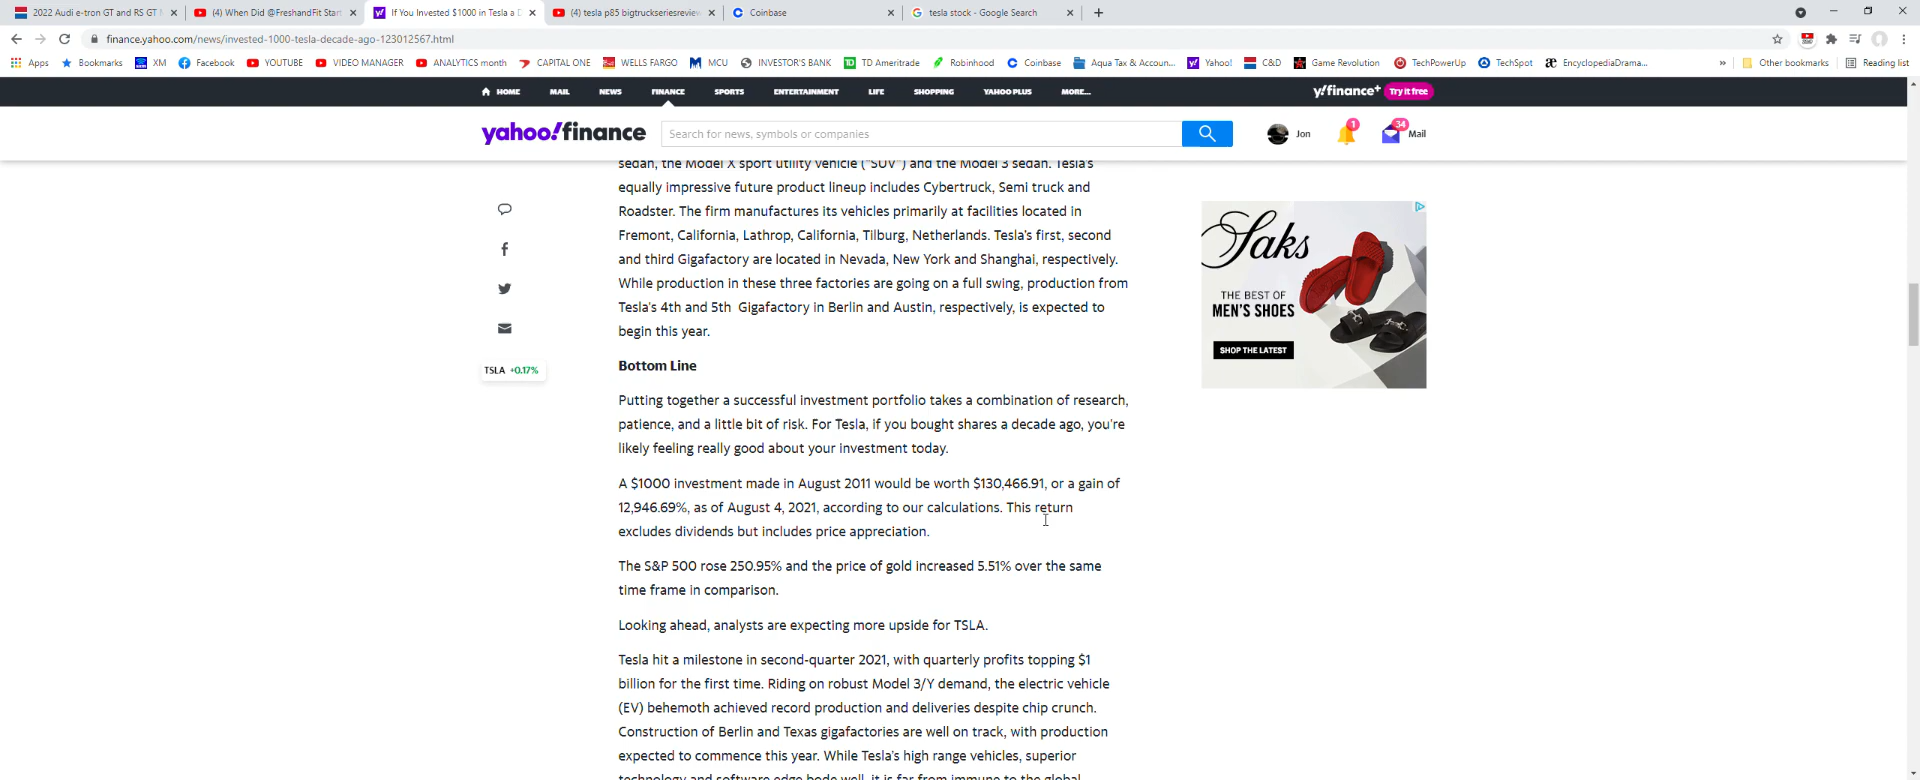 2022 Audi e-tron GT and RS GT
(4) When Did @FreshandFit Start
If You Invested $1000 in Tesla a D
(4) tesla p85 bigtruckseriesreview
Coinbase
tesla stock - Google Search
finance.yahoo.com/news/invested-1000-tesla-decade-ago-123012567.html
Apps
Bookmarks
XM
Facebook
YOUTUBE
VIDEO MANAGER
ANALYTICS month
CAPITAL ONE
WELLS FARGO
MCU
INVESTOR'S BANK
TD Ameritrade
Robinhood
Coinbase
Aqua Tax & Accoun...
Yahoo!
C&D
Game Revolution
TechPowerUp
TechSpot
EncyclopediaDrama...
»
Other bookmarks
Reading list
HOME
MAIL
NEWS
FINANCE
SPORTS
ENTERTAINMENT
LIFE
SHOPPING
YAHOO PLUS
MORE...
y!finance+
Try it free
yahoo!finance
Search for news, symbols or companies
Jon
1
34
Mail
sedan, the Model X sport utility vehicle ("SUV") and the Model 3 sedan. Tesla's
equally impressive future product lineup includes Cybertruck, Semi truck and
Roadster. The firm manufactures its vehicles primarily at facilities located in
Fremont, California, Lathrop, California, Tilburg, Netherlands. Tesla's first, second
and third Gigafactory are located in Nevada, New York and Shanghai, respectively.
While production in these three factories are going on a full swing, production from
Tesla's 4th and 5th  Gigafactory in Berlin and Austin, respectively, is expected to
begin this year.
TSLA +0.17%
Bottom Line
Putting together a successful investment portfolio takes a combination of research,
patience, and a little bit of risk. For Tesla, if you bought shares a decade ago, you're
likely feeling really good about your investment today.
A $1000 investment made in August 2011 would be worth $130,466.91, or a gain of
12,946.69%, as of August 4, 2021, according to our calculations. This return
excludes dividends but includes price appreciation.
The S&P 500 rose 250.95% and the price of gold increased 5.51% over the same
time frame in comparison.
Looking ahead, analysts are expecting more upside for TSLA.
Tesla hit a milestone in second-quarter 2021, with quarterly profits topping $1
billion for the first time. Riding on robust Model 3/Y demand, the electric vehicle
(EV) behemoth achieved record production and deliveries despite chip crunch.
Construction of Berlin and Texas gigafactories are well on track, with production
expected to commence this year. While Tesla's high range vehicles, superior
technology and software edge bode well, it is far from immune to the global
Saks
THE BEST OF
MEN'S SHOES
SHOP THE LATEST